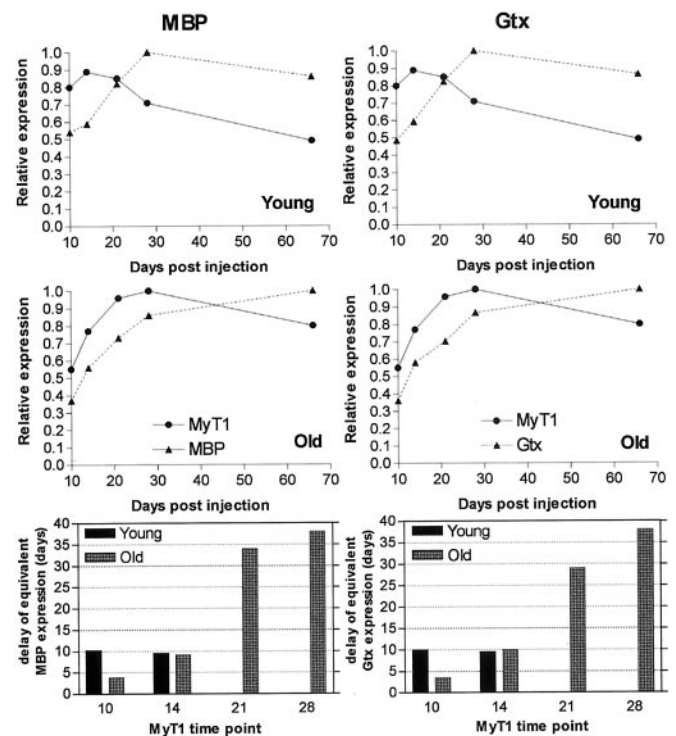 MBP Gtx
Relative expression
1.0
0.9
0.8
0.7
0.6
0.5
0.4
0.3
0.2
0.1
0.0
Young
10 20 30 40 50 60 70
Days post injection
Relative expression
1.0
0.9
0.8
0.7
0.6
0.5
0.4
0.3
0.2
0.1
0.0
Young
10 20 30 40 50 60 70
Days post injection
Relative expression
1.0
0.9
0.8
0.7
0.6
0.5
0.4
0.3
0.2
0.1
0.0
MyT1
MBP
Old
10 20 30 40 50 60 70
Days post injection
Relative expression
1.0
0.9
0.8
0.7
0.6
0.5
0.4
0.3
0.2
0.1
0.0
MyT1
Gtx
Old
10 20 30 40 50 60 70
Days post injection
delay of equivalent
MBP expression (days)
40
35
30
25
20
15
10
5
0
Young
Old
10 14 21 28
MyT1 time point
delay of equivalent
Gtx expression (days)
40
35
30
25
20
15
10
5
0
Young
Old
10 14 21 28
MyT1 time point